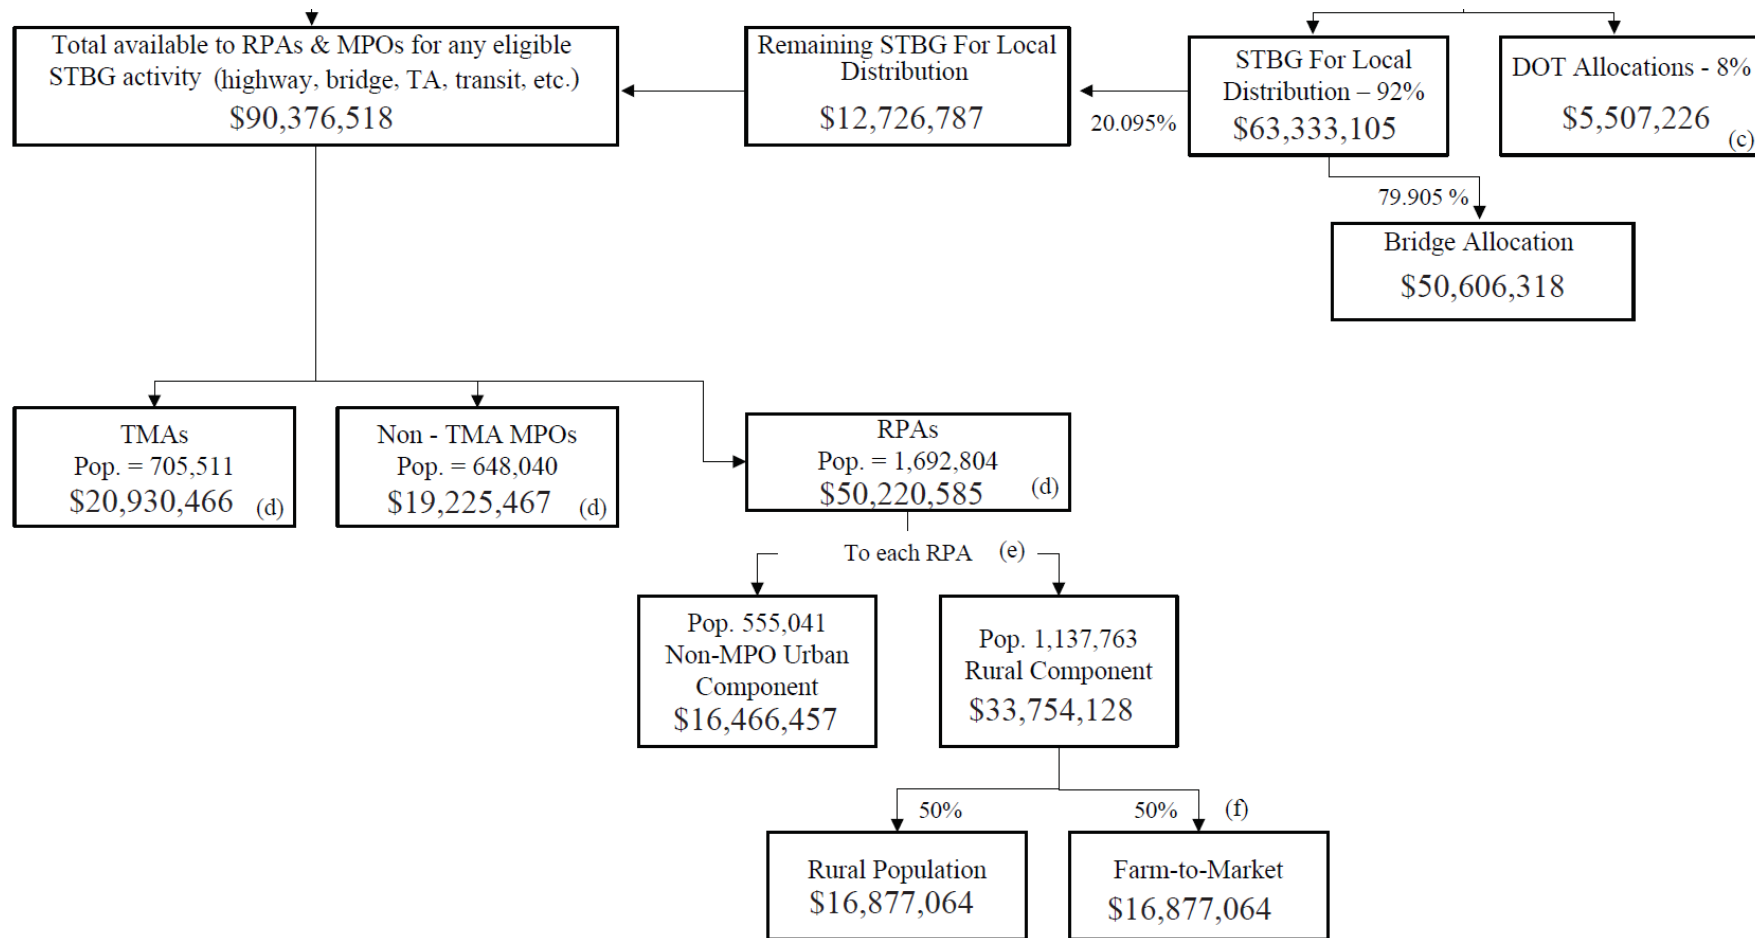 Total available to RPAs & MPOs for any eligible
STBG activity (highway, bridge, TA, transit, etc.)
$90,376,518
Remaining STBG For Local
Distribution
$12,726,787
20.095%
STBG For Local
Distribution – 92%
$63,333,105
DOT Allocations - 8%
$5,507,226
(c)
79.905 %
Bridge Allocation
$50,606,318
TMAs
Pop. = 705,511
$20,930,466 (d)
Non - TMA MPOs
Pop. = 648,040
$19,225,467 (d)
RPAs
Pop. = 1,692,804
$50,220,585 (d)
To each RPA (e)
Pop. 555,041
Non-MPO Urban
Component
$16,466,457
Pop. 1,137,763
Rural Component
$33,754,128
50%
50% (f)
Rural Population
$16,877,064
Farm-to-Market
$16,877,064